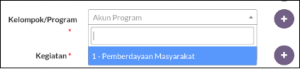 Kelompok/Program Akun Program
*
Kegiatan * 1 - Pemberdayaan Masyarakat